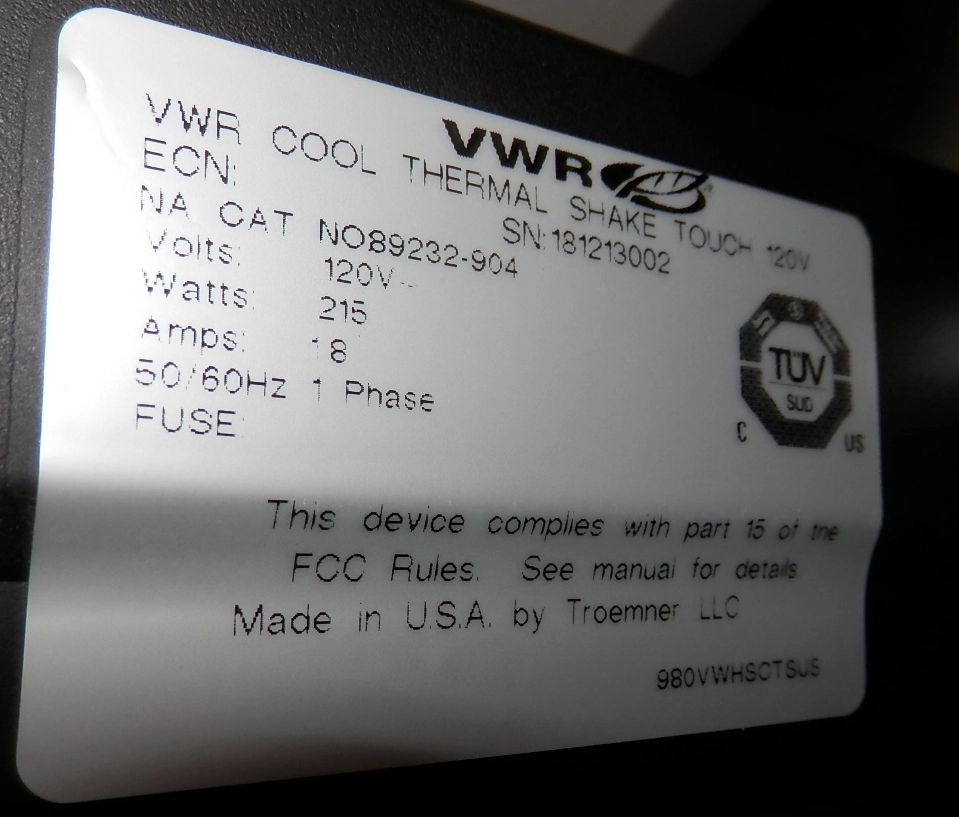 VWR
VWR COOL THERMAL SHAKE TOUCH 120V
ECN: SN:181213002
NA CAT NO89232-904
Volts: 120V~
Watts: 215
Amps: 1.8
50/60Hz 1 Phase
FUSE:
TÜV
SUD
C US
This device complies with part 15 of the
FCC Rules. See manual for details
Made in U.S.A. by Troemner LLC
980VWHSCTSUS